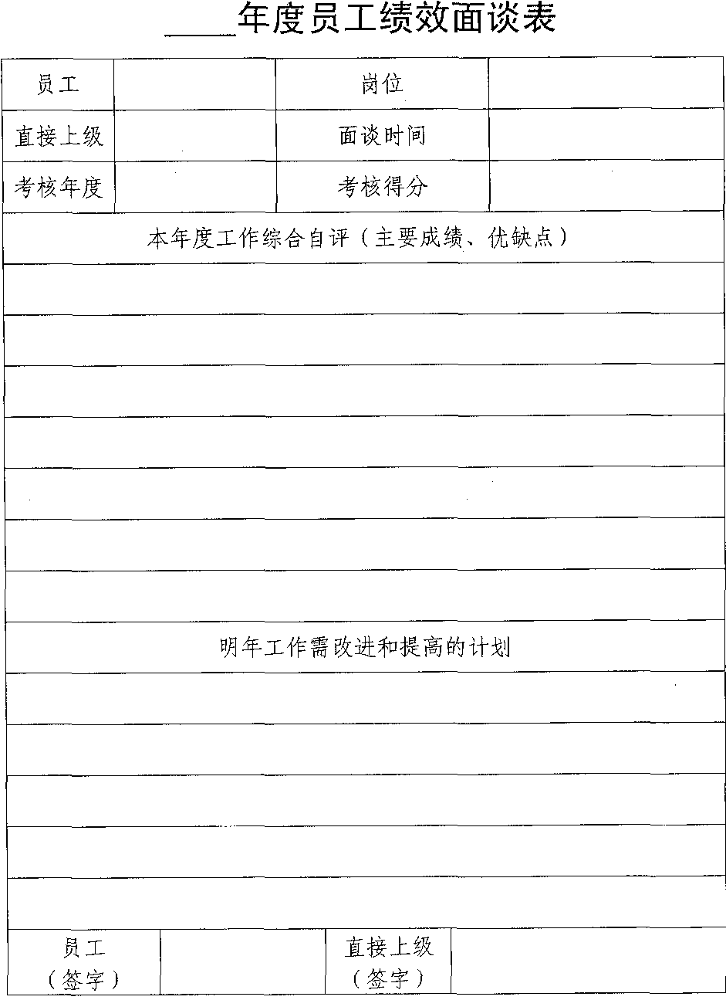 ____年度员工绩效面谈表
员工 岗位
直接上级 面谈时间
考核年度 考核得分
本年度工作综合自评（主要成绩、优缺点）
明年工作需改进和提高的计划
员工 直接上级
（签字） （签字）